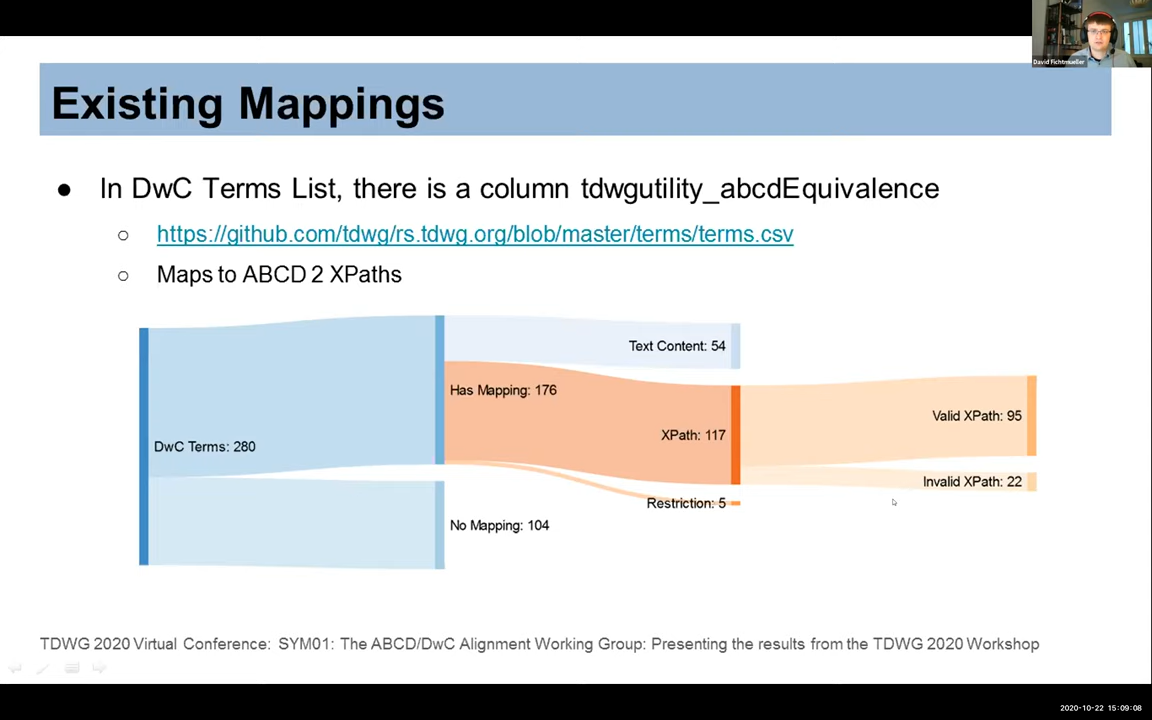 David Fichtmueller
Existing Mappings
● In DwC Terms List, there is a column tdwgutility_abcdEquivalence
○ https://github.com/tdwg/rs.tdwg.org/blob/master/terms/terms.csv
○ Maps to ABCD 2 XPaths
Text Content: 54
Has Mapping: 176
Valid XPath: 95
XPath: 117
DwC Terms: 280
Invalid XPath: 22
Restriction: 5
No Mapping: 104
TDWG 2020 Virtual Conference: SYM01: The ABCD/DwC Alignment Working Group: Presenting the results from the TDWG 2020 Workshop
2020-10-22 15:09:08